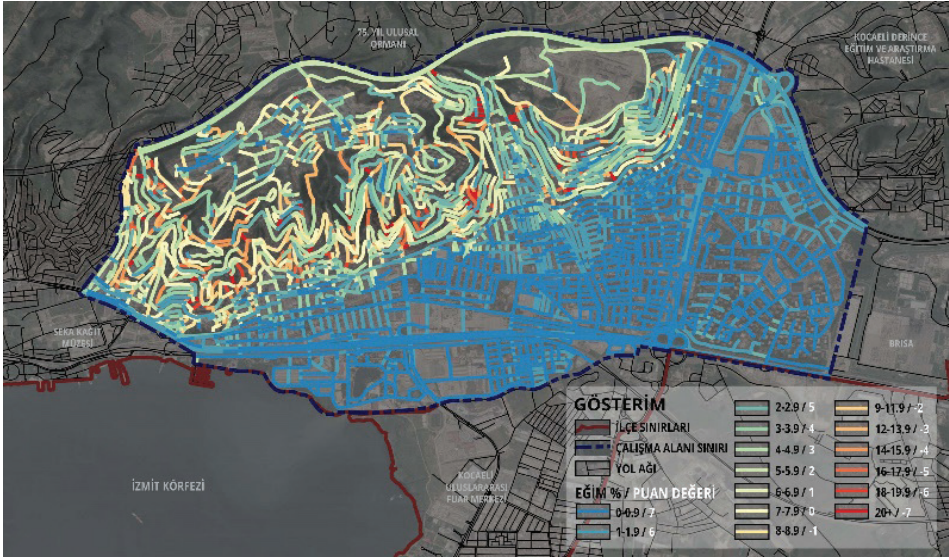 75. YIL ULUSAL
ORMANI
KOCAELİ DERİNCE
EĞİTİM VE ARAŞTIRMA
HASTANESİ
SEKA KAĞIT
MÜZESİ
BRISA
İZMİT KÖRFEZİ
KOCAELİ
ULUSLARARASI
FUAR MERKEZİ
GÖSTERİM
İLÇE SINIRLARI
ÇALIŞMA ALANI SINIRI
YOL AĞI
EĞİM % / PUAN DEĞERİ
0-0.9 / 7
1-1.9 / 6
2-2.9 / 5
3-3.9 / 4
4-4.9 / 3
5-5.9 / 2
6-6.9 / 1
7-7.9 / 0
8-8.9 / -1
9-11.9 / -2
12-13.9 / -3
14-15.9 / -4
16-17.9 / -5
18-19.9 / -6
20+ / -7